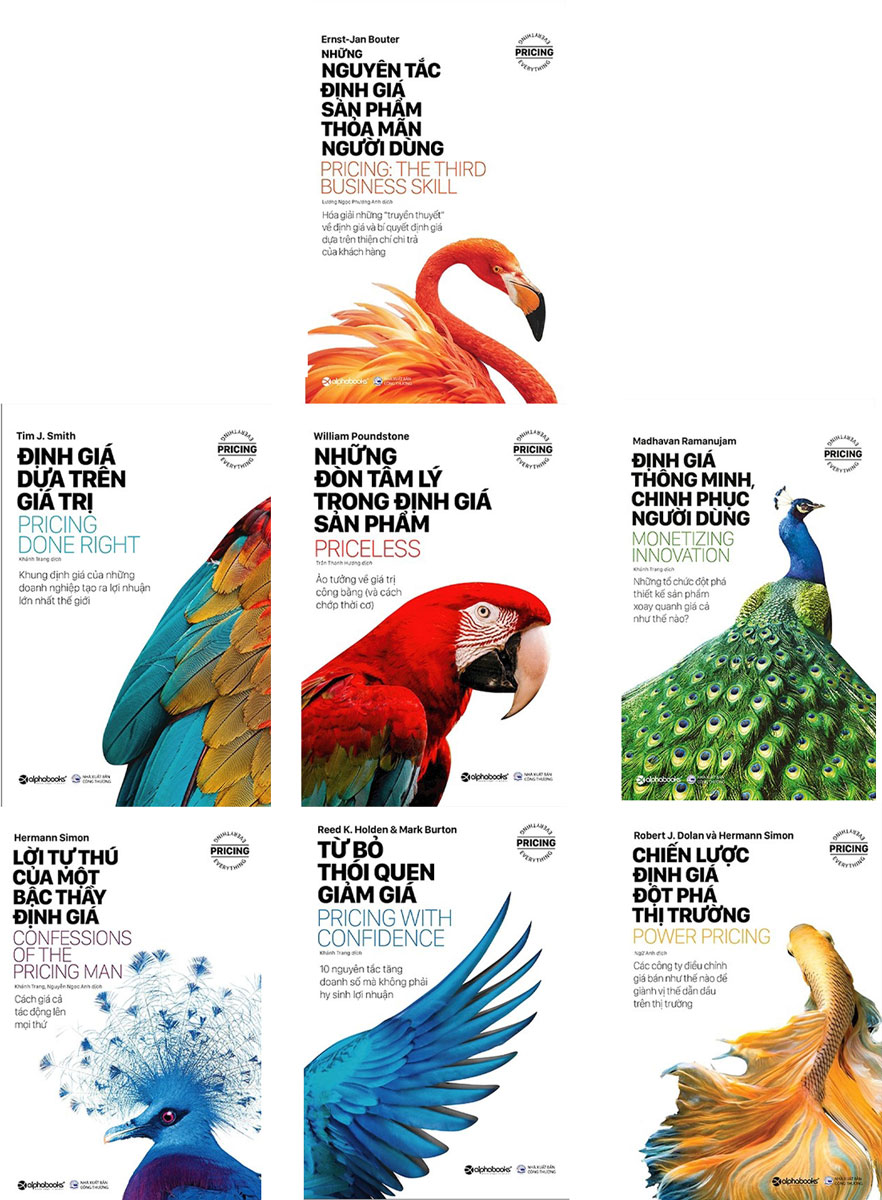 Ernst-Jan Bouter
NHỮNG
NGUYÊN TẮC
ĐỊNH GIÁ
SẢN PHẨM
THỎA MÃN
NGƯỜI DÙNG
PRICING: THE THIRD
BUSINESS SKILL
Lương Ngọc Phương Anh dịch
Hóa giải những "truyền thuyết"
về định giá và bí quyết định giá
dựa trên thiện chí chi trả
của khách hàng
PRICING
EVERYTHING
EVERYTHING
alphabooks
NHÀ XUẤT BẢN
CÔNG THƯƠNG
Tim J. Smith
ĐỊNH GIÁ
DỰA TRÊN
GIÁ TRỊ
PRICING
DONE RIGHT
Khánh Trang dịch
Khung định giá của những
doanh nghiệp tạo ra lợi nhuận
lớn nhất thế giới
EVERYTHING
PRICING
EVERYTHING
alphabooks
NHÀ XUẤT BẢN
CÔNG THƯƠNG
William Poundstone
NHỮNG
ĐÒN TÂM LÝ
TRONG ĐỊNH GIÁ
SẢN PHẨM
PRICELESS
Trần Thanh Hương dịch
Ảo tưởng về giá trị
công bằng (và cách
chớp thời cơ)
EVERYTHING
PRICING
EVERYTHING
alphabooks
NHÀ XUẤT BẢN
CÔNG THƯƠNG
Madhavan Ramanujam
ĐỊNH GIÁ
THÔNG MINH,
CHINH PHỤC
NGƯỜI DÙNG
MONETIZING
INNOVATION
Khánh Trang dịch
Những tổ chức đột phá
thiết kế sản phẩm
xoay quanh giá cả
như thế nào?
EVERYTHING
PRICING
EVERYTHING
alphabooks
NHÀ XUẤT BẢN
CÔNG THƯƠNG
Hermann Simon
LỜI TỰ THÚ
CỦA MỘT
BẬC THẦY
ĐỊNH GIÁ
CONFESSIONS
OF THE
PRICING MAN
Khánh Trang, Nguyễn Ngọc Anh dịch
Cách giá cả
tác động lên
mọi thứ
EVERYTHING
PRICING
EVERYTHING
alphabooks
NHÀ XUẤT BẢN
CÔNG THƯƠNG
Reed K. Holden & Mark Burton
TỪ BỎ
THÓI QUEN
GIẢM GIÁ
PRICING WITH
CONFIDENCE
Khánh Trang dịch
10 nguyên tắc tăng
doanh số mà không phải
hy sinh lợi nhuận
EVERYTHING
PRICING
EVERYTHING
alphabooks
NHÀ XUẤT BẢN
CÔNG THƯƠNG
Robert J. Dolan và Hermann Simon
CHIẾN LƯỢC
ĐỊNH GIÁ
ĐỘT PHÁ
THỊ TRƯỜNG
POWER PRICING
Anh dịch
Các công ty điều chỉnh
giá bán như thế nào để
giành vị thế dẫn đầu
trên thị trường
EVERYTHING
PRICING
EVERYTHING
alphabooks
NHÀ XUẤT BẢN
CÔNG THƯƠNG